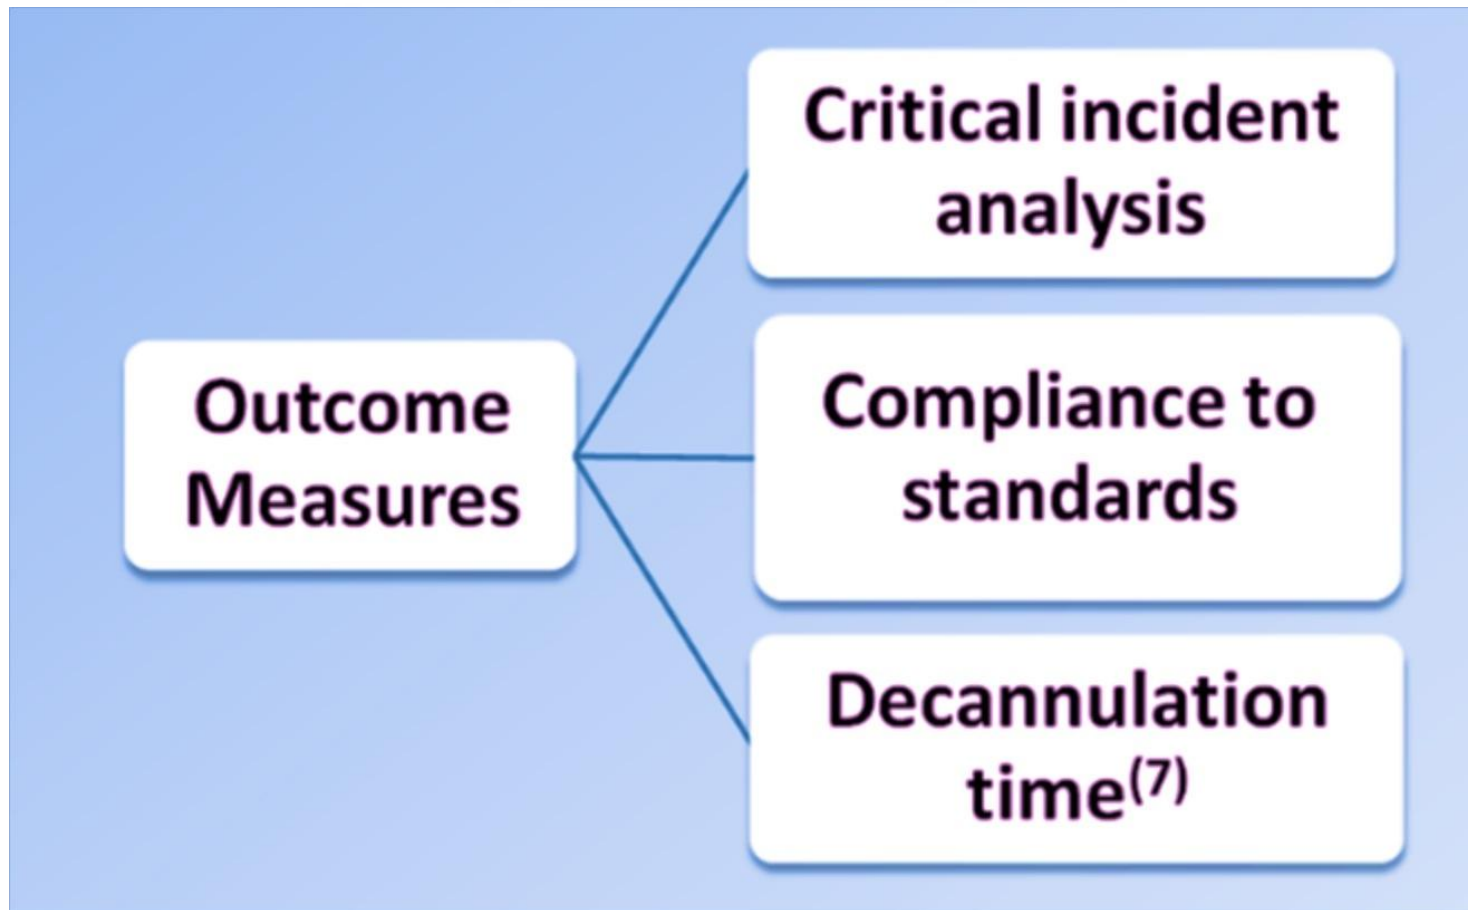 Outcome
Measures
Critical incident
analysis
Compliance to
standards
Decannulation
time(7)